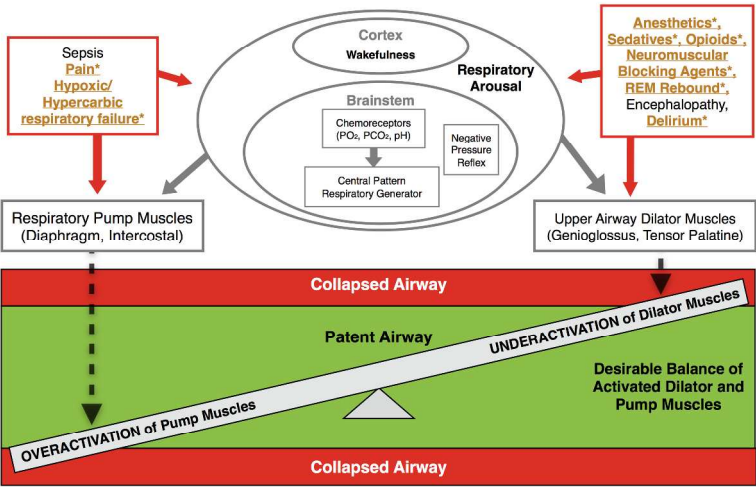 Sepsis
Pain*
Hypoxic/
Hypercarbic
respiratory failure*
Cortex
Wakefulness
Respiratory
Arousal
Brainstem
Chemoreceptors
(PO₂, PCO₂, pH)
Negative
Pressure
Reflex
Central Pattern
Respiratory Generator
Anesthetics*,
Sedatives*, Opioids*,
Neuromuscular
Blocking Agents*,
REM Rebound*,
Encephalopathy,
Delirium*
Respiratory Pump Muscles
(Diaphragm, Intercostal)
Upper Airway Dilator Muscles
(Genioglossus, Tensor Palatine)
Collapsed Airway
Patent Airway
UNDERACTIVATION of Dilator Muscles
OVERACTIVATION of Pump Muscles
Desirable Balance of
Activated Dilator and
Pump Muscles
Collapsed Airway